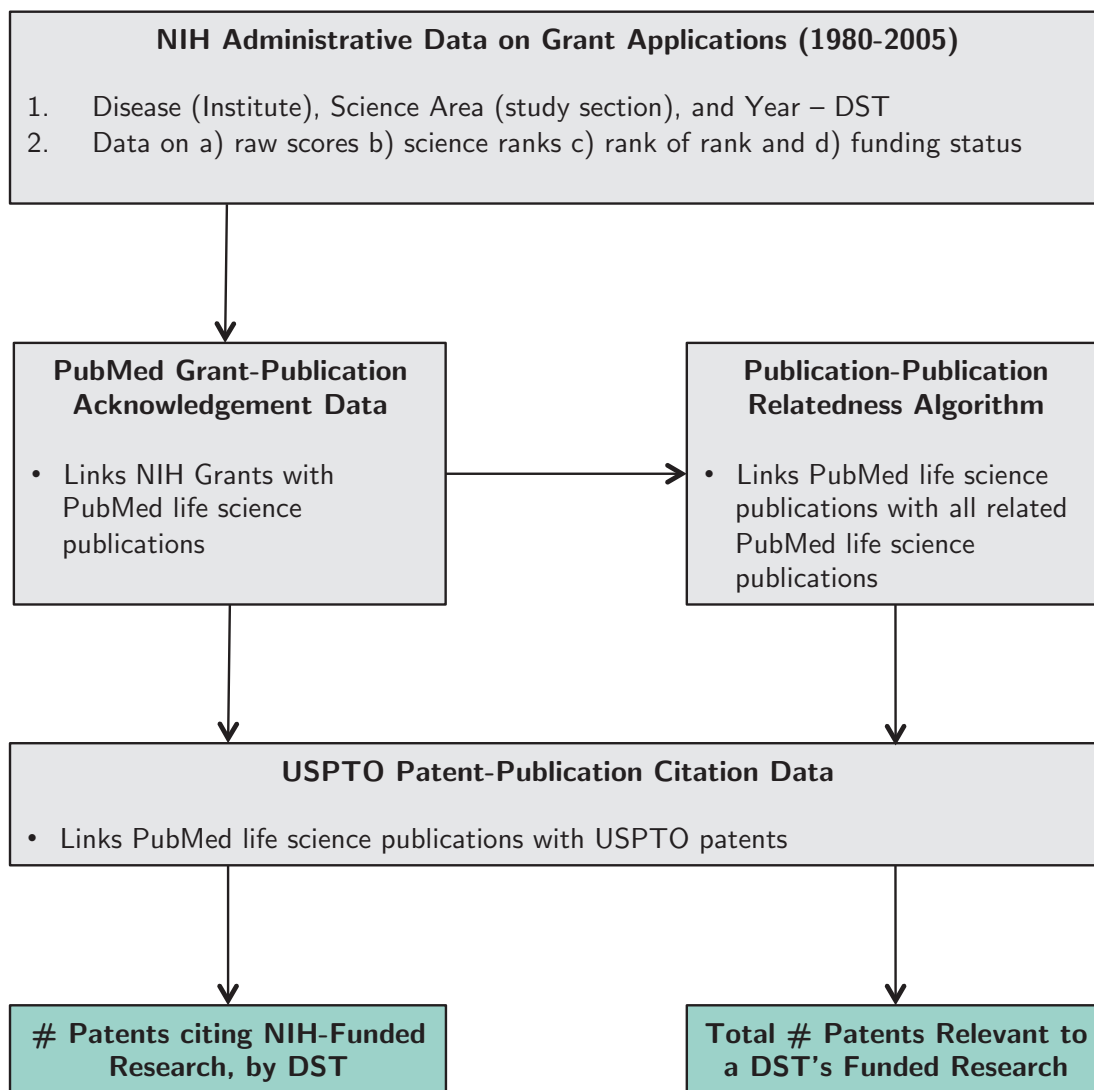 NIH Administrative Data on Grant Applications (1980-2005)
1. Disease (Institute), Science Area (study section), and Year – DST
2. Data on a) raw scores b) science ranks c) rank of rank and d) funding status
PubMed Grant-Publication
Acknowledgement Data
• Links NIH Grants with
PubMed life science
publications
Publication-Publication
Relatedness Algorithm
• Links PubMed life science
publications with all related
PubMed life science
publications
USPTO Patent-Publication Citation Data
• Links PubMed life science publications with USPTO patents
# Patents citing NIH-Funded
Research, by DST
Total # Patents Relevant to
a DST's Funded Research